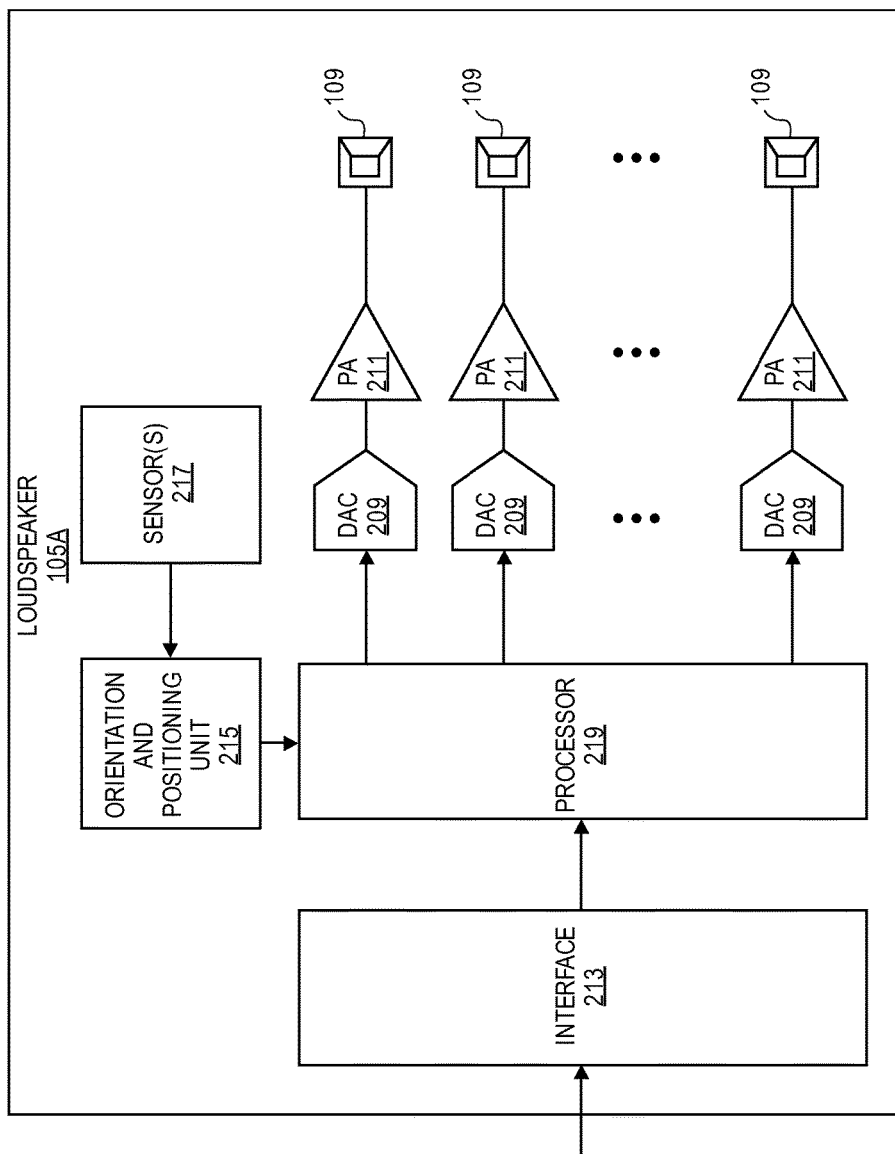 LOUDSPEAKER
105A
SENSOR(S)
217
ORIENTATION
AND
POSITIONING
UNIT
215
INTERFACE
213
PROCESSOR
219
DAC
209
PA
211
109
DAC
209
PA
211
109
DAC
209
PA
211
109